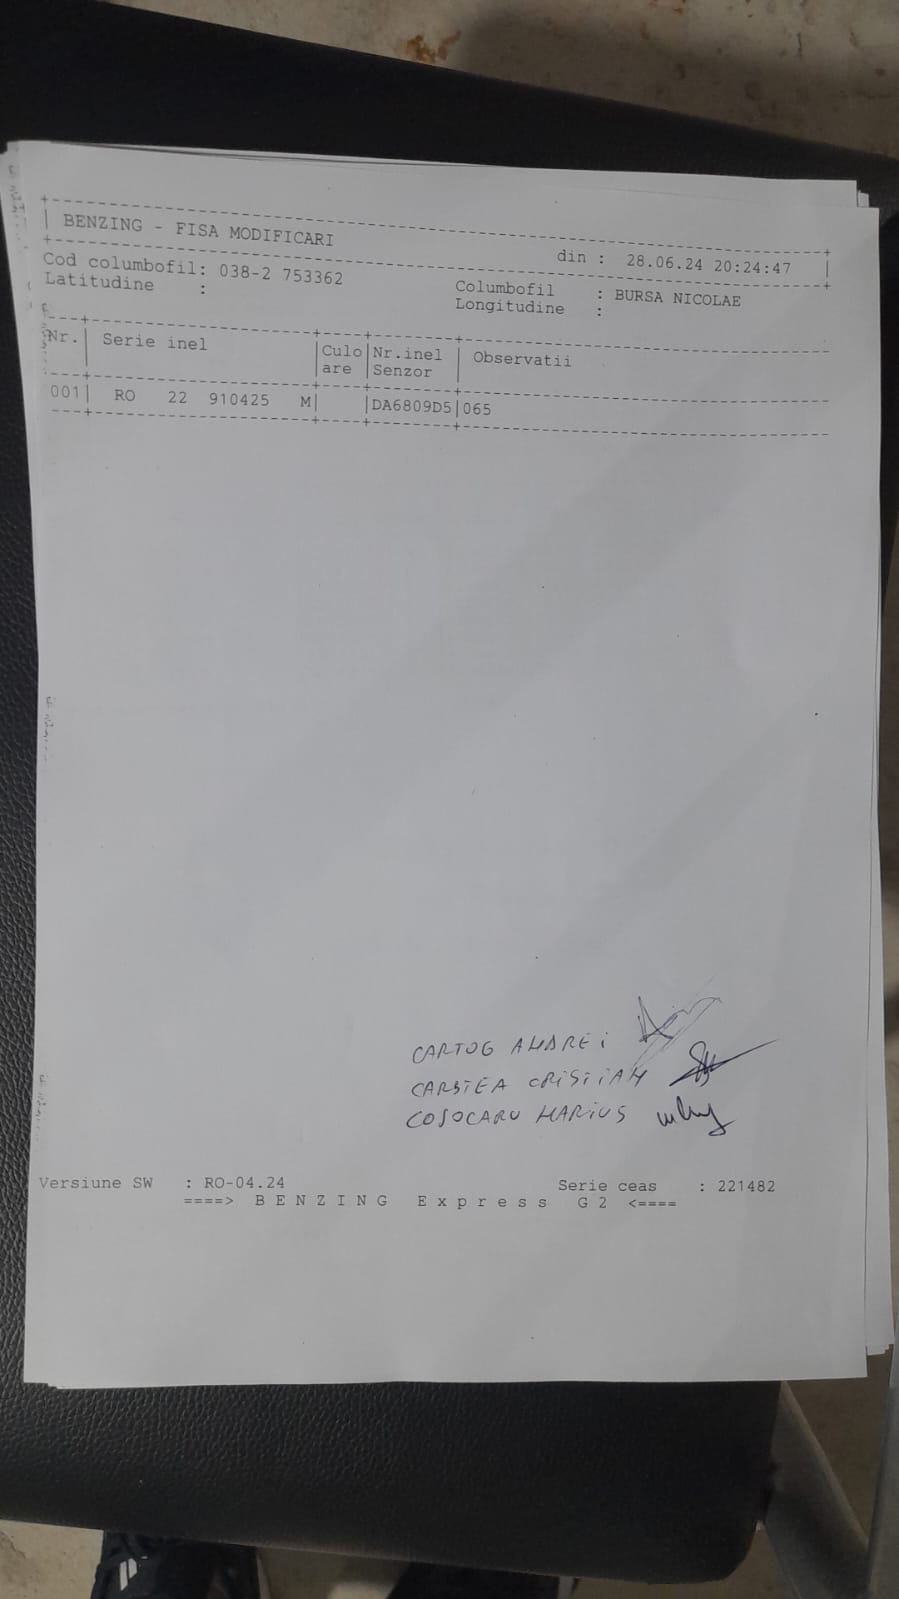 BENZING - FISA MODIFICARI din : 28.06.24 20:24:47
Cod columbofil: 038-2 753362 Columbofil : BURSA NICOLAE
Latitudine : Longitudine :
Nr. Serie inel Culo Nr.inel Observatii
are Senzor
001 RO 22 910425 M DA6809D5 065
CARTOG ANDREI
CARSTEA CRISTIAN
COJOCARU MARIUS
Versiune SW : RO-04.24 Serie ceas : 221482
====> B E N Z I N G E x p r e s s G 2 <====